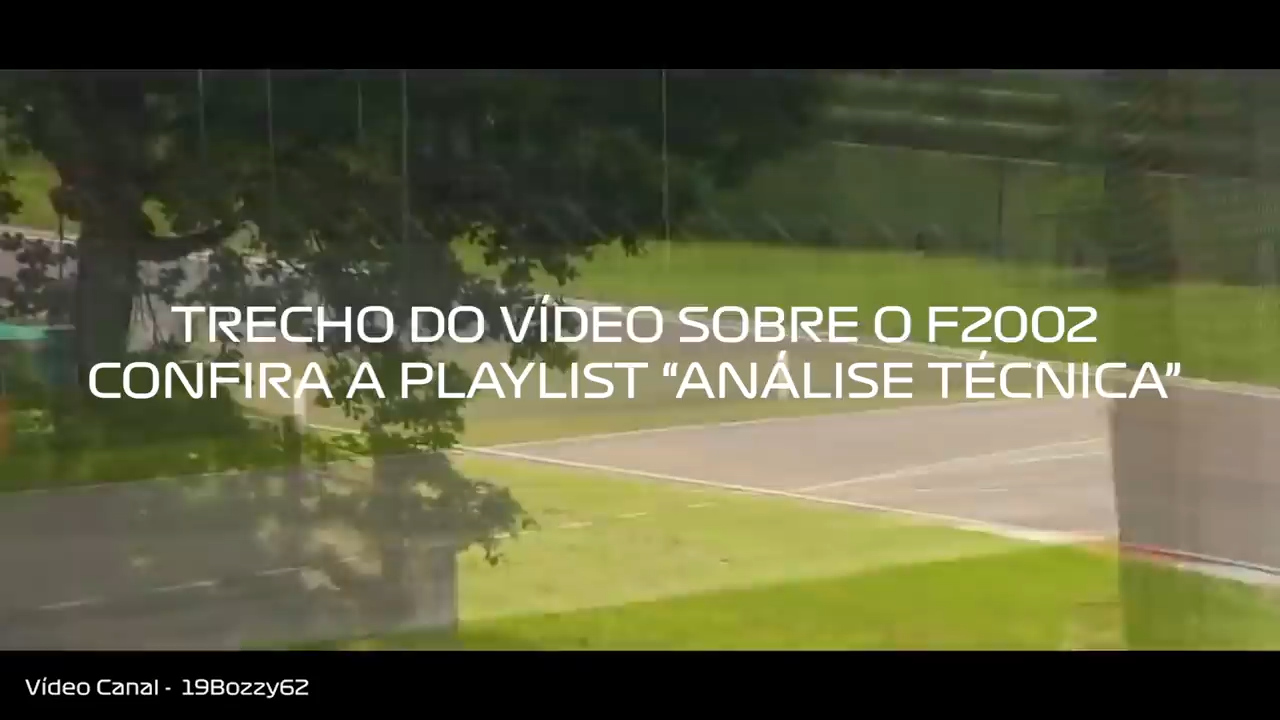 TRECHO DO VÍDEO SOBRE O F2002
CONFIRA A PLAYLIST “ANÁLISE TÉCNICA”
Vídeo Canal - 19Bozzy62